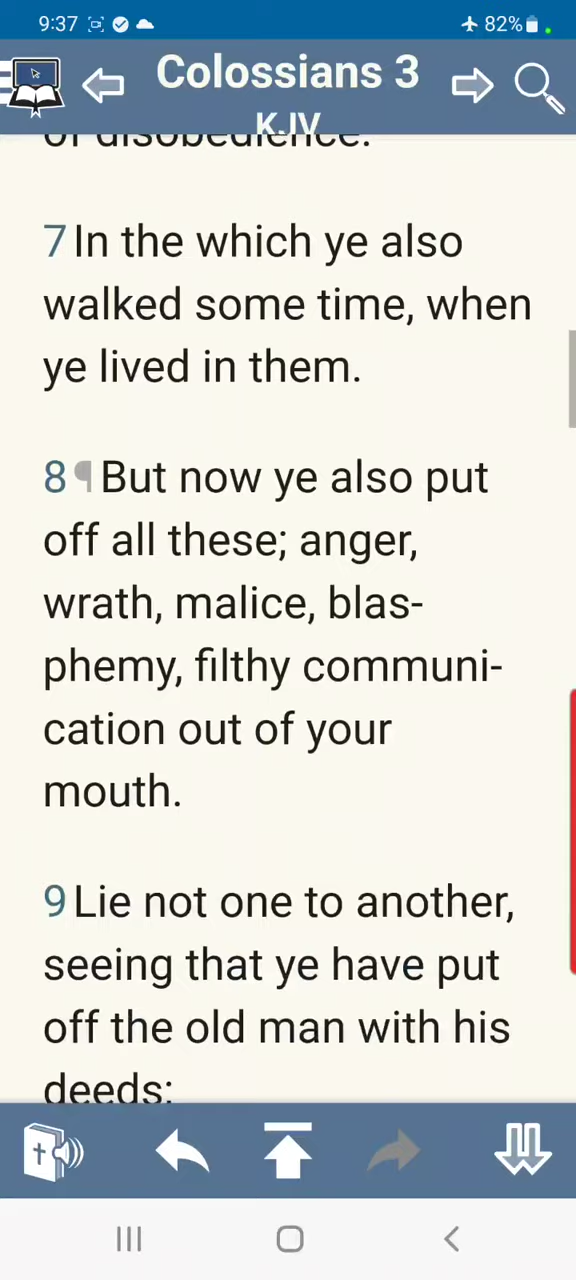 9:37
82%
Colossians 3
KJV
of disobedience.
7 In the which ye also
walked some time, when
ye lived in them.
8 ¶ But now ye also put
off all these; anger,
wrath, malice, blas-
phemy, filthy communi-
cation out of your
mouth.
9 Lie not one to another,
seeing that ye have put
off the old man with his
deeds;